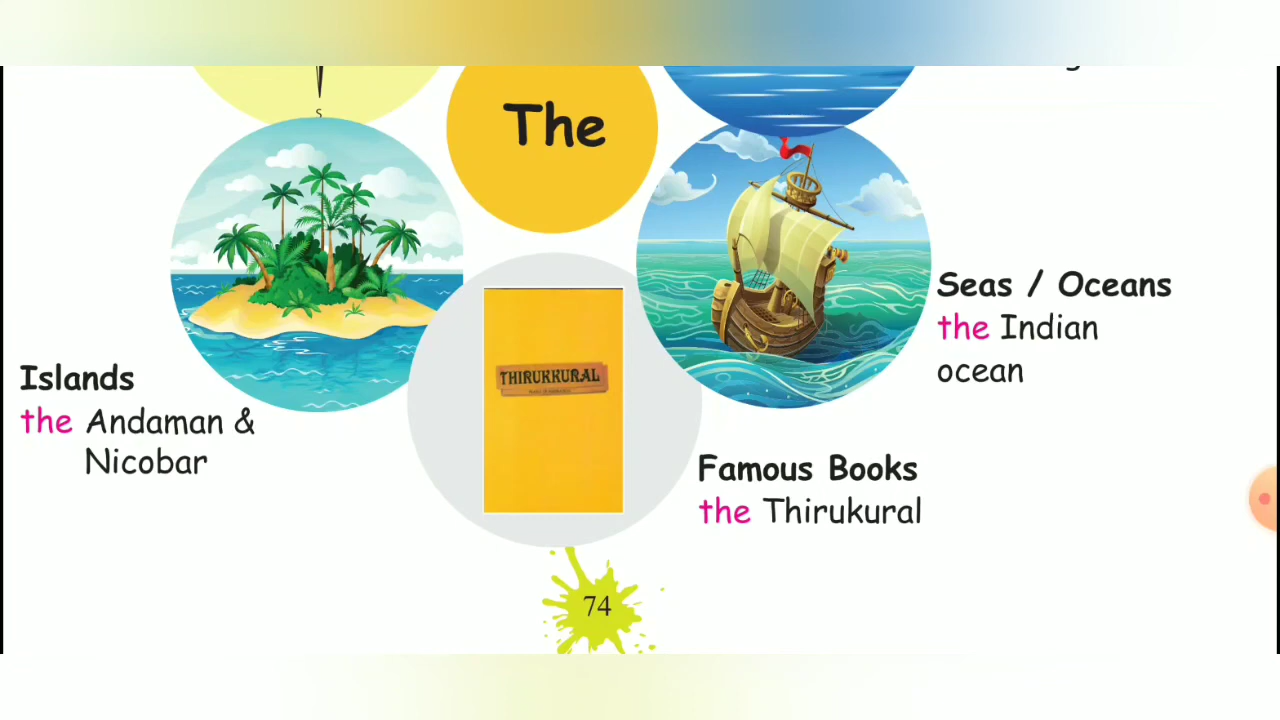 S
The
Seas / Oceans
the Indian
ocean
Islands
the Andaman &
Nicobar
THIRUKKURAL
Famous Books
the Thirukural
74